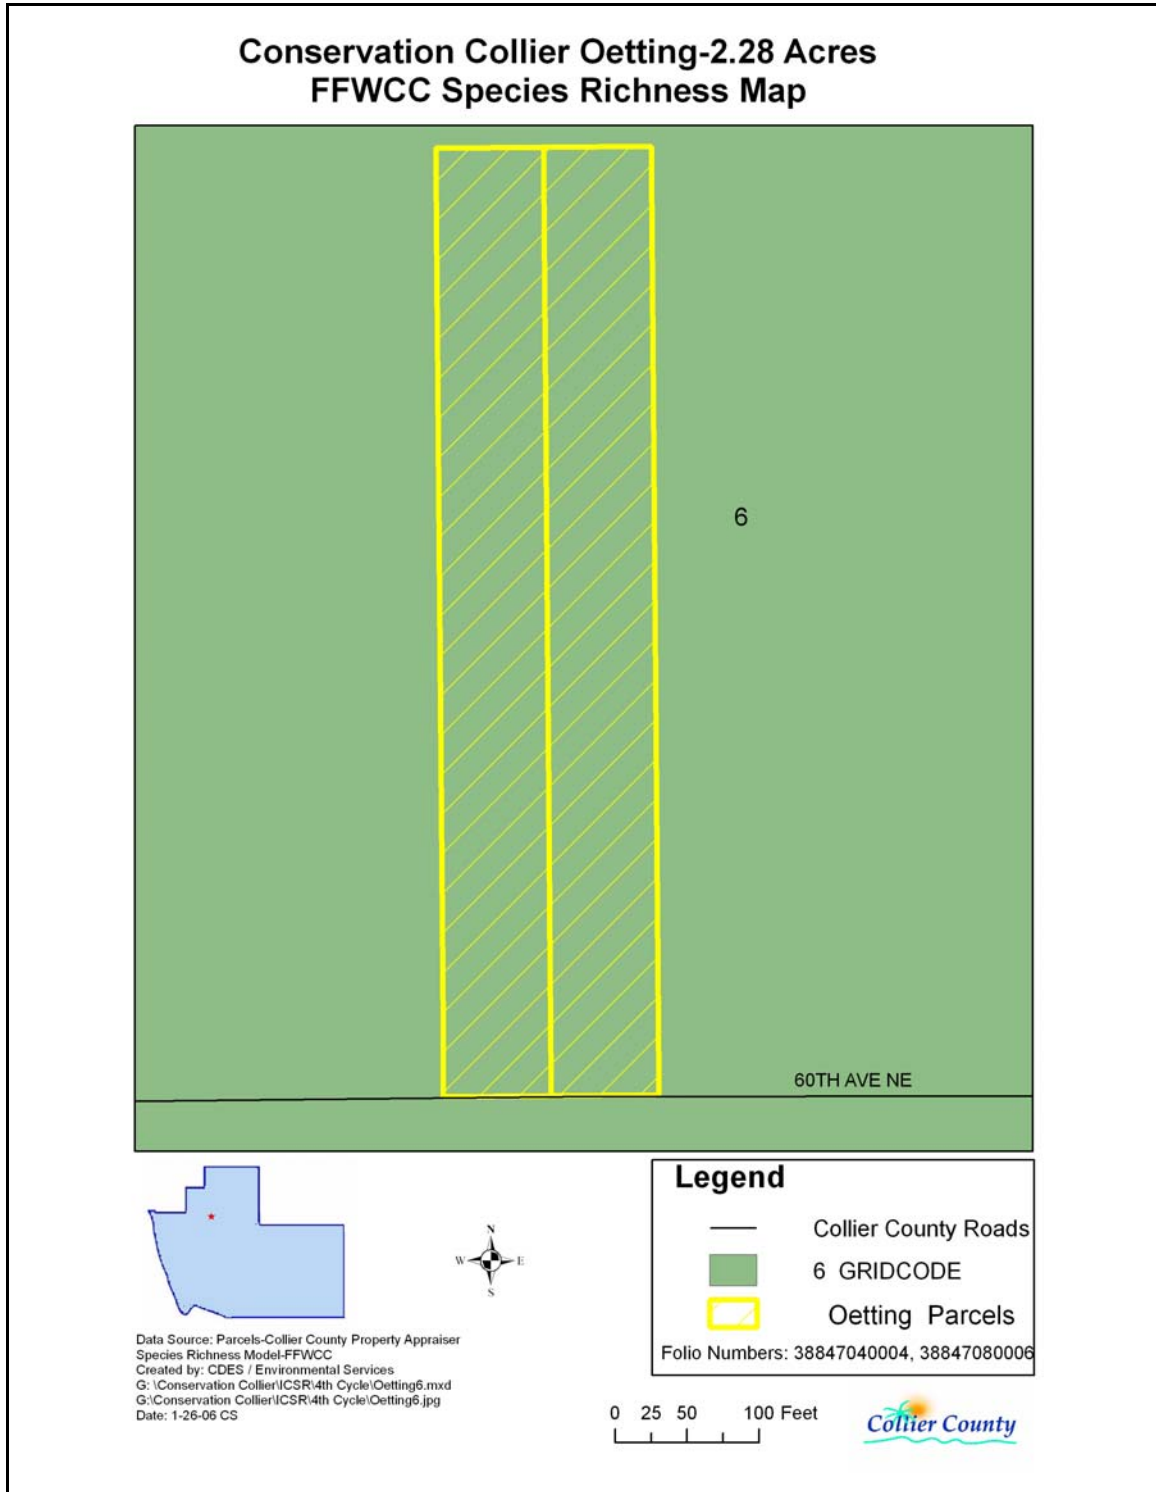 Conservation Collier Oetting-2.28 Acres
FFWCC Species Richness Map
6
60TH AVE NE
Legend
Collier County Roads
6 GRIDCODE
Oetting Parcels
Folio Numbers: 38847040004, 38847080006
N
W E
S
Data Source: Parcels-Collier County Property Appraiser
Species Richness Model-FFWCC
Created by: CDES / Environmental Services
G: \Conservation Collier\ICSR\4th Cycle\Oetting6.mxd
G:\Conservation Collier\ICSR\4th Cycle\Oetting6.jpg
Date: 1-26-06 CS
0 25 50 100 Feet
Collier County